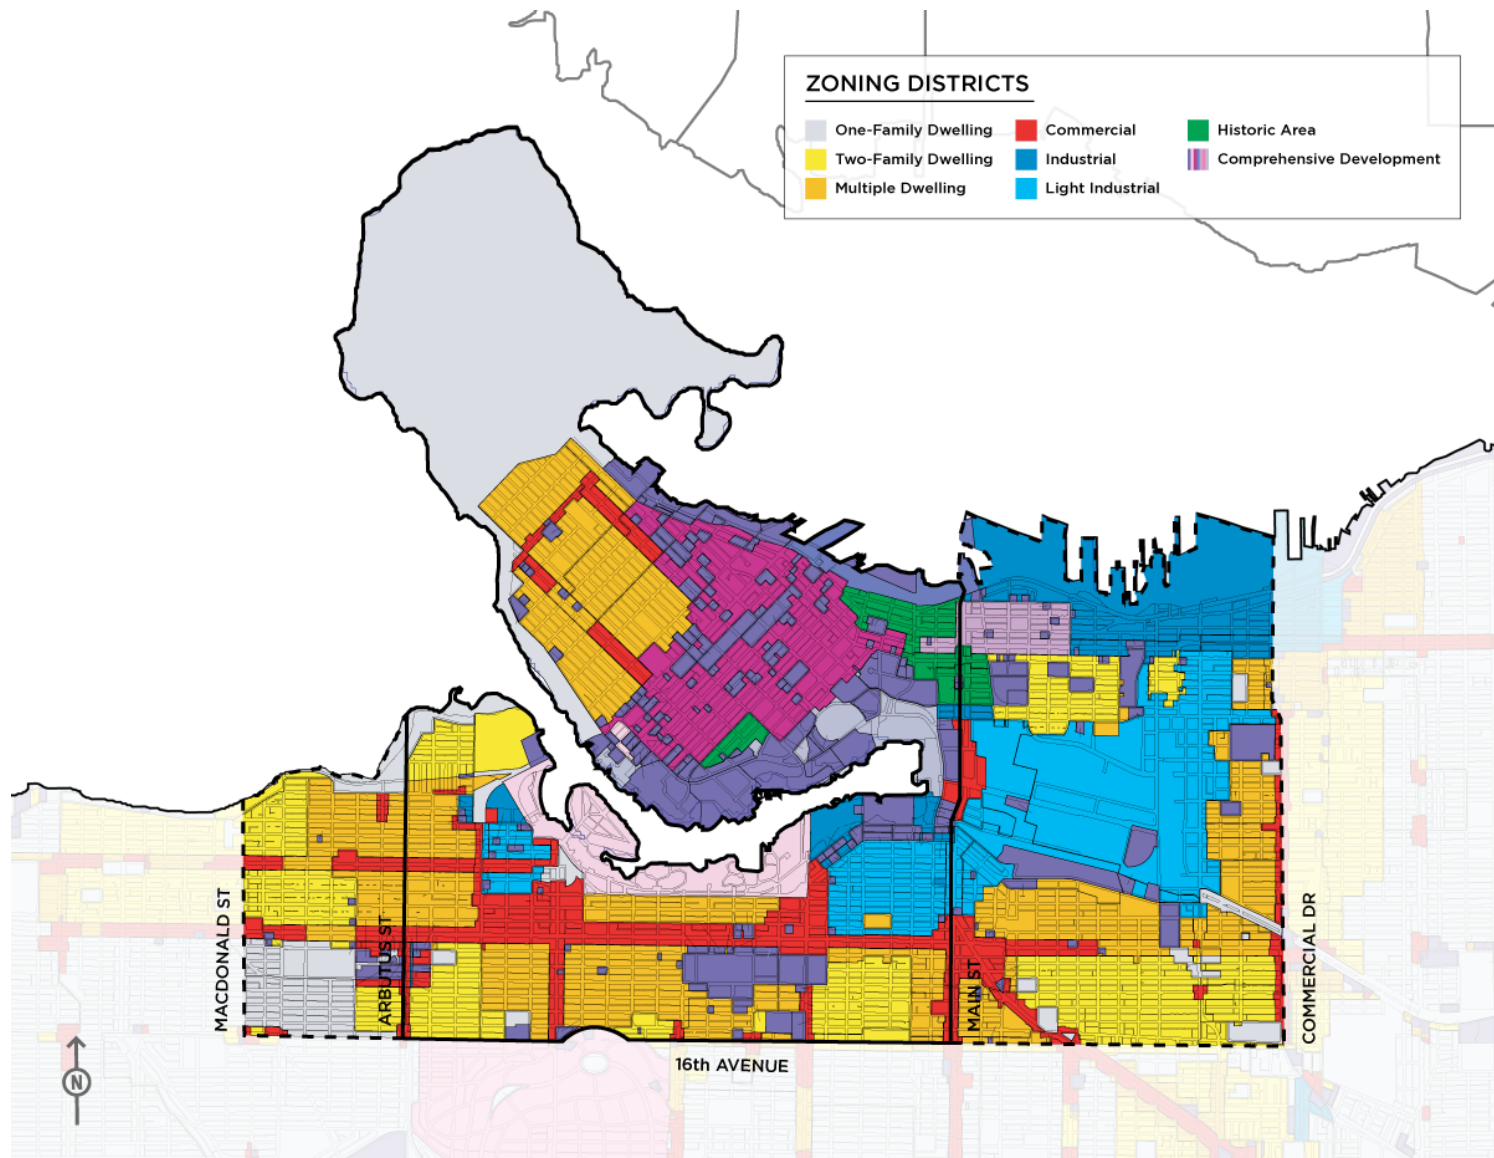 ZONING DISTRICTS
One-Family Dwelling
Two-Family Dwelling
Multiple Dwelling
Commercial
Industrial
Light Industrial
Historic Area
Comprehensive Development
MACDONALD ST
ARBUTUS ST
MAIN ST
COMMERCIAL DR
16th AVENUE
N